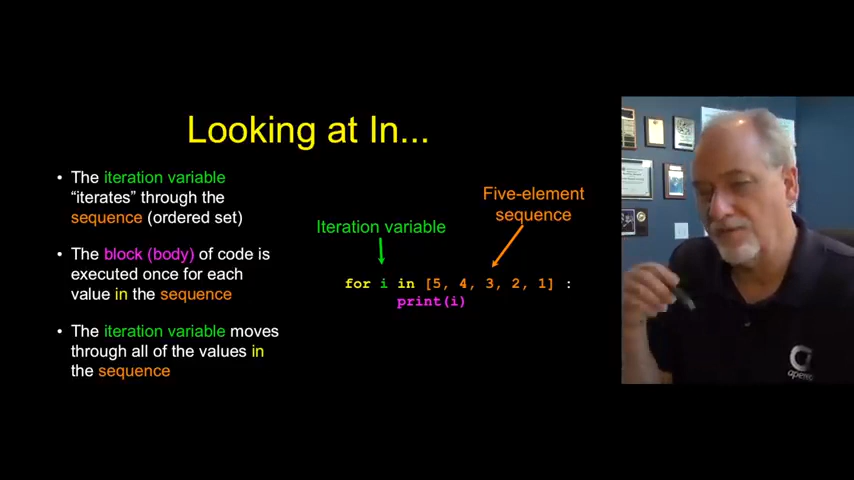 Looking at In...
• The iteration variable
“iterates” through the
sequence (ordered set)
• The block (body) of code is
executed once for each
value in the sequence
• The iteration variable moves
through all of the values in
the sequence
Five-element
sequence
Iteration variable
for i in [5, 4, 3, 2, 1] :
print(i)